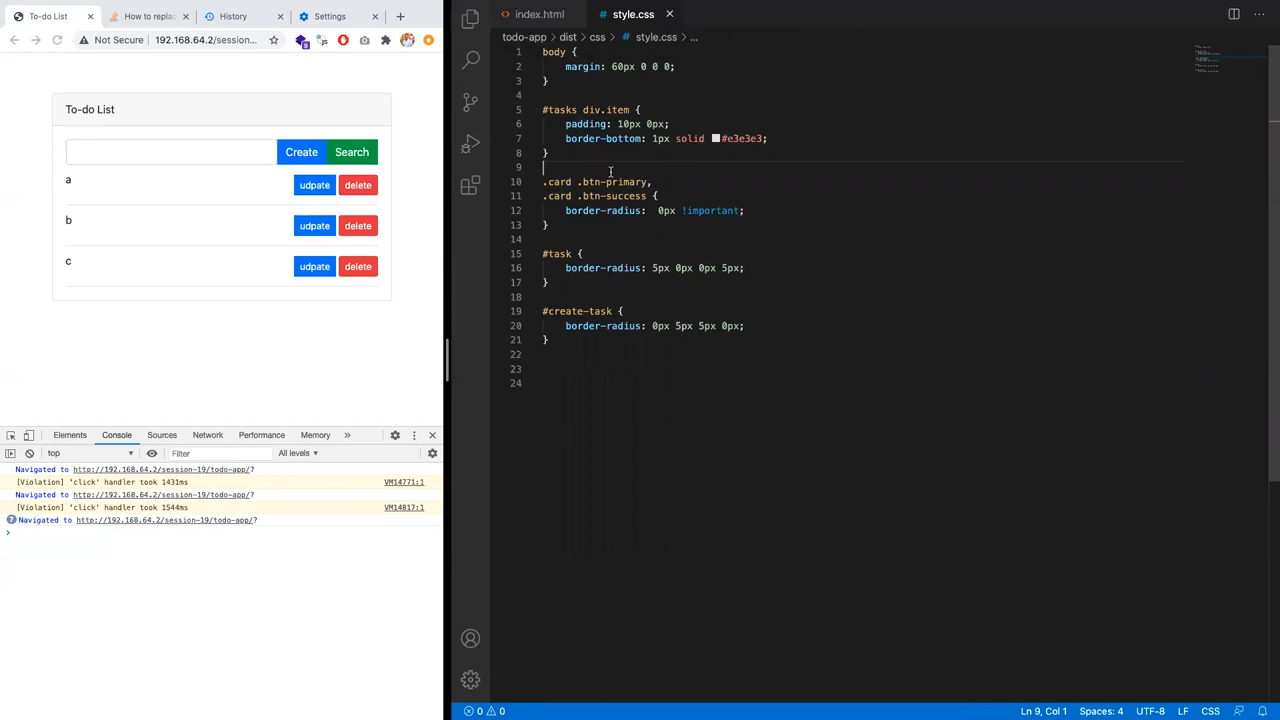 To-do List
How to replac
History
Settings
Not Secure
192.168.64.2/session...
To-do List
Create
Search
a
udpate
delete
b
udpate
delete
c
udpate
delete
Elements
Console
Sources
Network
Performance
Memory
top
Filter
All levels
Navigated to http://192.168.64.2/session-19/todo-app/?
[Violation] 'click' handler took 1431ms VM14771:1
Navigated to http://192.168.64.2/session-19/todo-app/?
[Violation] 'click' handler took 1544ms VM14817:1
7 Navigated to http://192.168.64.2/session-19/todo-app/?
index.html
style.css
todo-app > dist > css > # style.css > ...
1 body {
2 margin: 60px 0 0 0;
3 }
4
5 #tasks div.item {
6 padding: 10px 0px;
7 border-bottom: 1px solid #e3e3e3;
8 }
9
10 .card .btn-primary,
11 .card .btn-success {
12 border-radius:  0px !important;
13 }
14
15 #task {
16 border-radius: 5px 0px 0px 5px;
17 }
18
19 #create-task {
20 border-radius: 0px 5px 5px 0px;
21 }
22
23
24
0 0
Ln 9, Col 1
Spaces: 4
UTF-8
LF
CSS